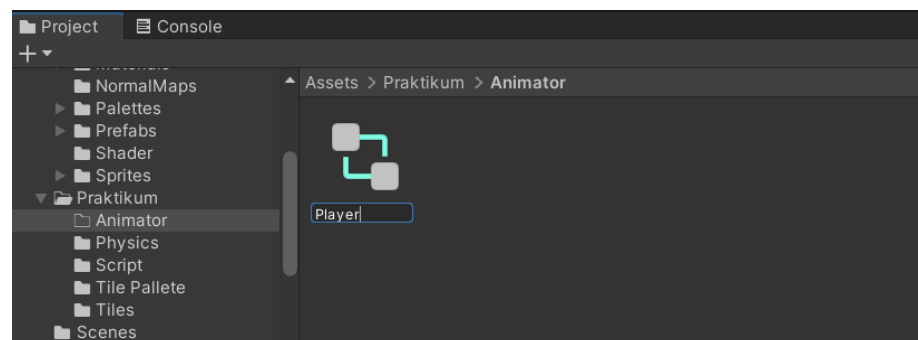 Project
Console
Assets > Praktikum > Animator
NormalMaps
Palettes
Prefabs
Shader
Sprites
Praktikum
Animator
Physics
Script
Tile Pallete
Tiles
Scenes
Player